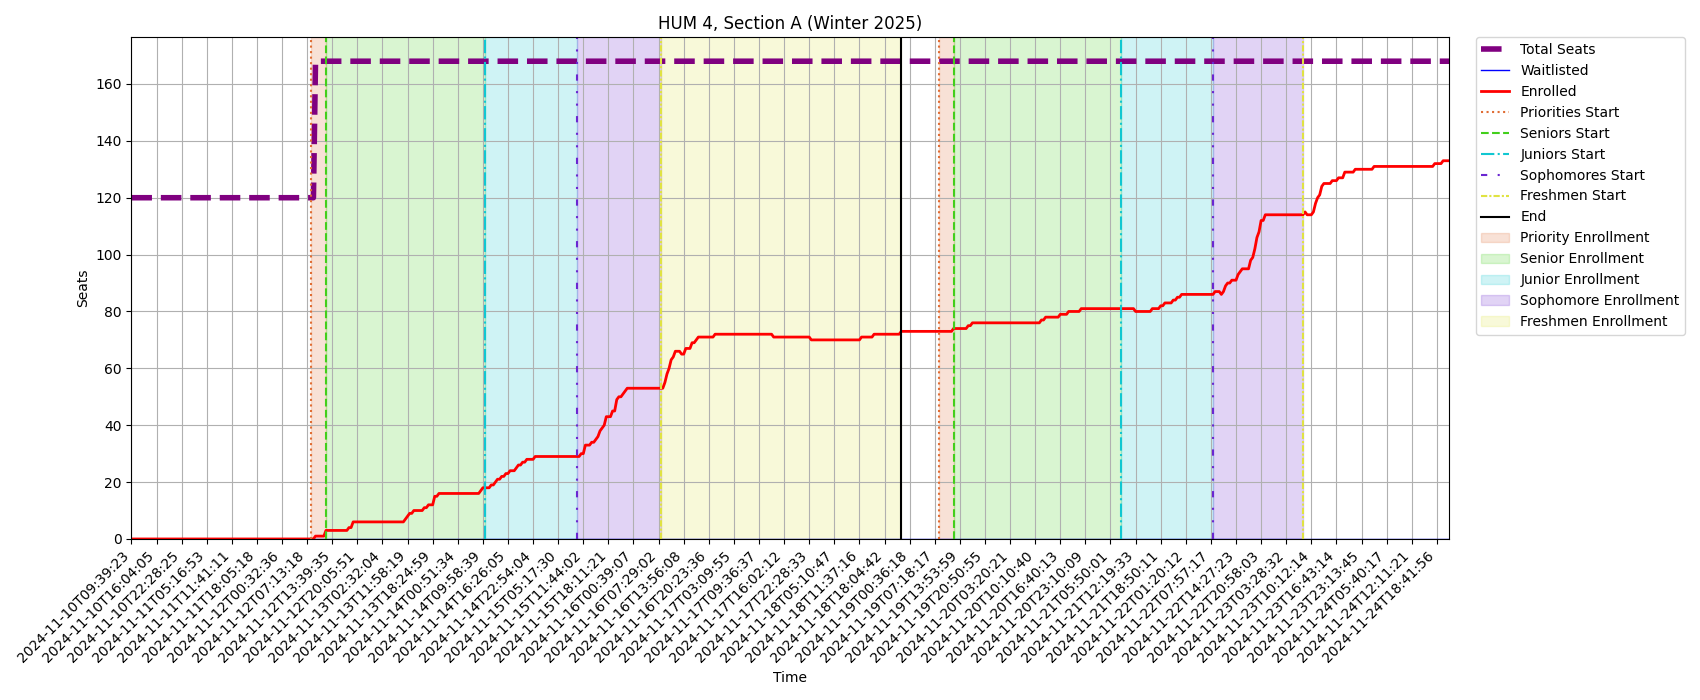 HUM 4, Section A (Winter 2025)
Seats
160
140
120
100
80
60
40
20
0
2024-11-10T09:39:23
2024-11-10T16:04:05
2024-11-10T22:28:25
2024-11-11T05:16:53
2024-11-11T11:41:11
2024-11-11T18:05:18
2024-11-12T00:32:36
2024-11-12T07:13:18
2024-11-12T13:39:35
2024-11-12T20:05:51
2024-11-13T02:32:04
2024-11-13T11:58:19
2024-11-13T18:24:59
2024-11-14T00:51:34
2024-11-14T09:58:39
2024-11-14T16:26:05
2024-11-14T22:54:04
2024-11-15T05:17:30
2024-11-15T11:44:02
2024-11-15T18:11:21
2024-11-16T00:39:07
2024-11-16T07:29:02
2024-11-16T13:56:08
2024-11-16T20:23:36
2024-11-17T03:09:55
2024-11-17T09:36:37
2024-11-17T16:02:12
2024-11-17T22:28:33
2024-11-18T05:10:47
2024-11-18T11:37:16
2024-11-18T18:04:42
2024-11-19T00:36:18
2024-11-19T07:18:17
2024-11-19T13:53:59
2024-11-19T20:50:55
2024-11-20T03:20:21
2024-11-20T10:10:40
2024-11-20T16:40:13
2024-11-20T23:10:09
2024-11-21T05:50:01
2024-11-21T12:19:33
2024-11-21T18:50:11
2024-11-22T01:20:12
2024-11-22T07:57:17
2024-11-22T14:27:23
2024-11-22T20:58:03
2024-11-23T03:28:32
2024-11-23T10:12:14
2024-11-23T16:43:14
2024-11-23T23:13:45
2024-11-24T05:40:17
2024-11-24T12:11:21
2024-11-24T18:41:56
Time
Total Seats
Waitlisted
Enrolled
Priorities Start
Seniors Start
Juniors Start
Sophomores Start
Freshmen Start
End
Priority Enrollment
Senior Enrollment
Junior Enrollment
Sophomore Enrollment
Freshmen Enrollment